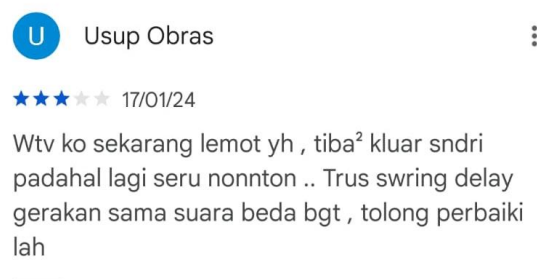 U
Usup Obras
17/01/24
Wtv ko sekarang lemot yh , tiba² kluar sndri
padahal lagi seru nonnton .. Trus swring delay
gerakan sama suara beda bgt , tolong perbaiki
lah